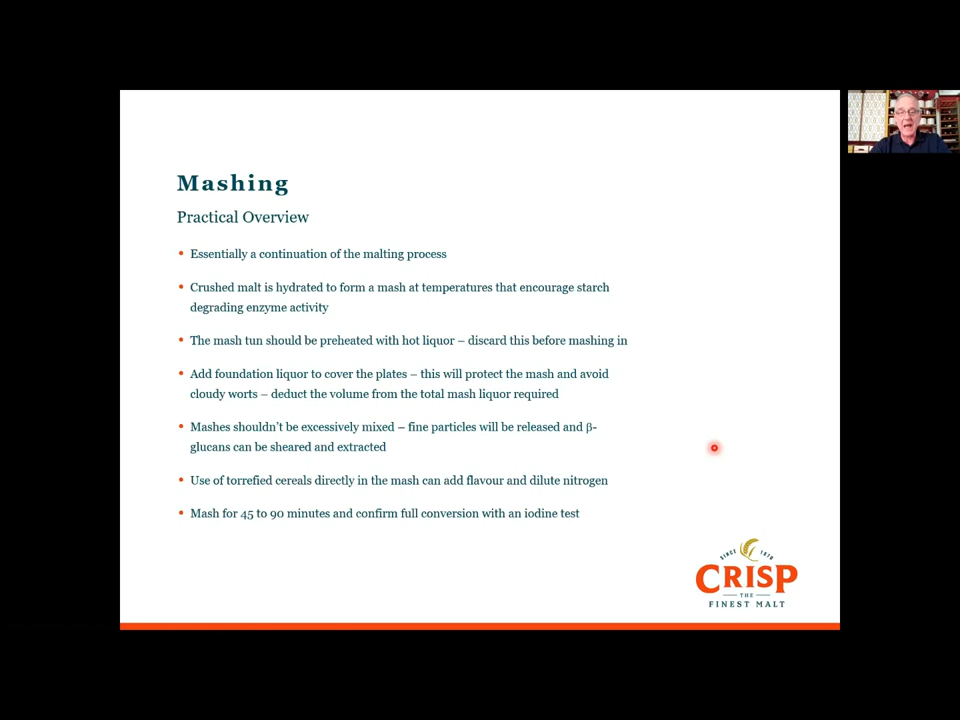 Mashing
Practical Overview
• Essentially a continuation of the malting process
• Crushed malt is hydrated to form a mash at temperatures that encourage starch
degrading enzyme activity
• The mash tun should be preheated with hot liquor – discard this before mashing in
• Add foundation liquor to cover the plates – this will protect the mash and avoid
cloudy worts – deduct the volume from the total mash liquor required
• Mashes shouldn't be excessively mixed – fine particles will be released and β-
glucans can be sheared and extracted
• Use of torrefied cereals directly in the mash can add flavour and dilute nitrogen
• Mash for 45 to 90 minutes and confirm full conversion with an iodine test
SINCE 1870
CRISP
THE
FINEST MALT